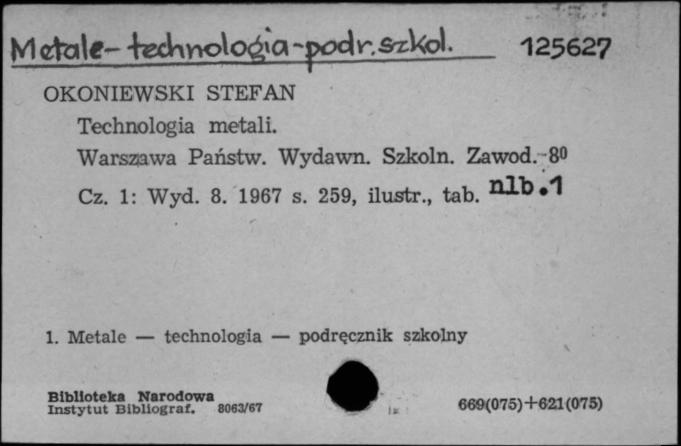 Metale-technologia-podr.szkol. 125627
OKONIEWSKI STEFAN
Technologia metali.
Warszawa Państw. Wydawn. Szkoln. Zawod. 8⁰
Cz. 1: Wyd. 8. 1967 s. 259, ilustr., tab. nlb.1
1. Metale — technologia — podręcznik szkolny
Biblioteka Narodowa
Instytut Bibliograf. 8063/67 669(075)+621(075)